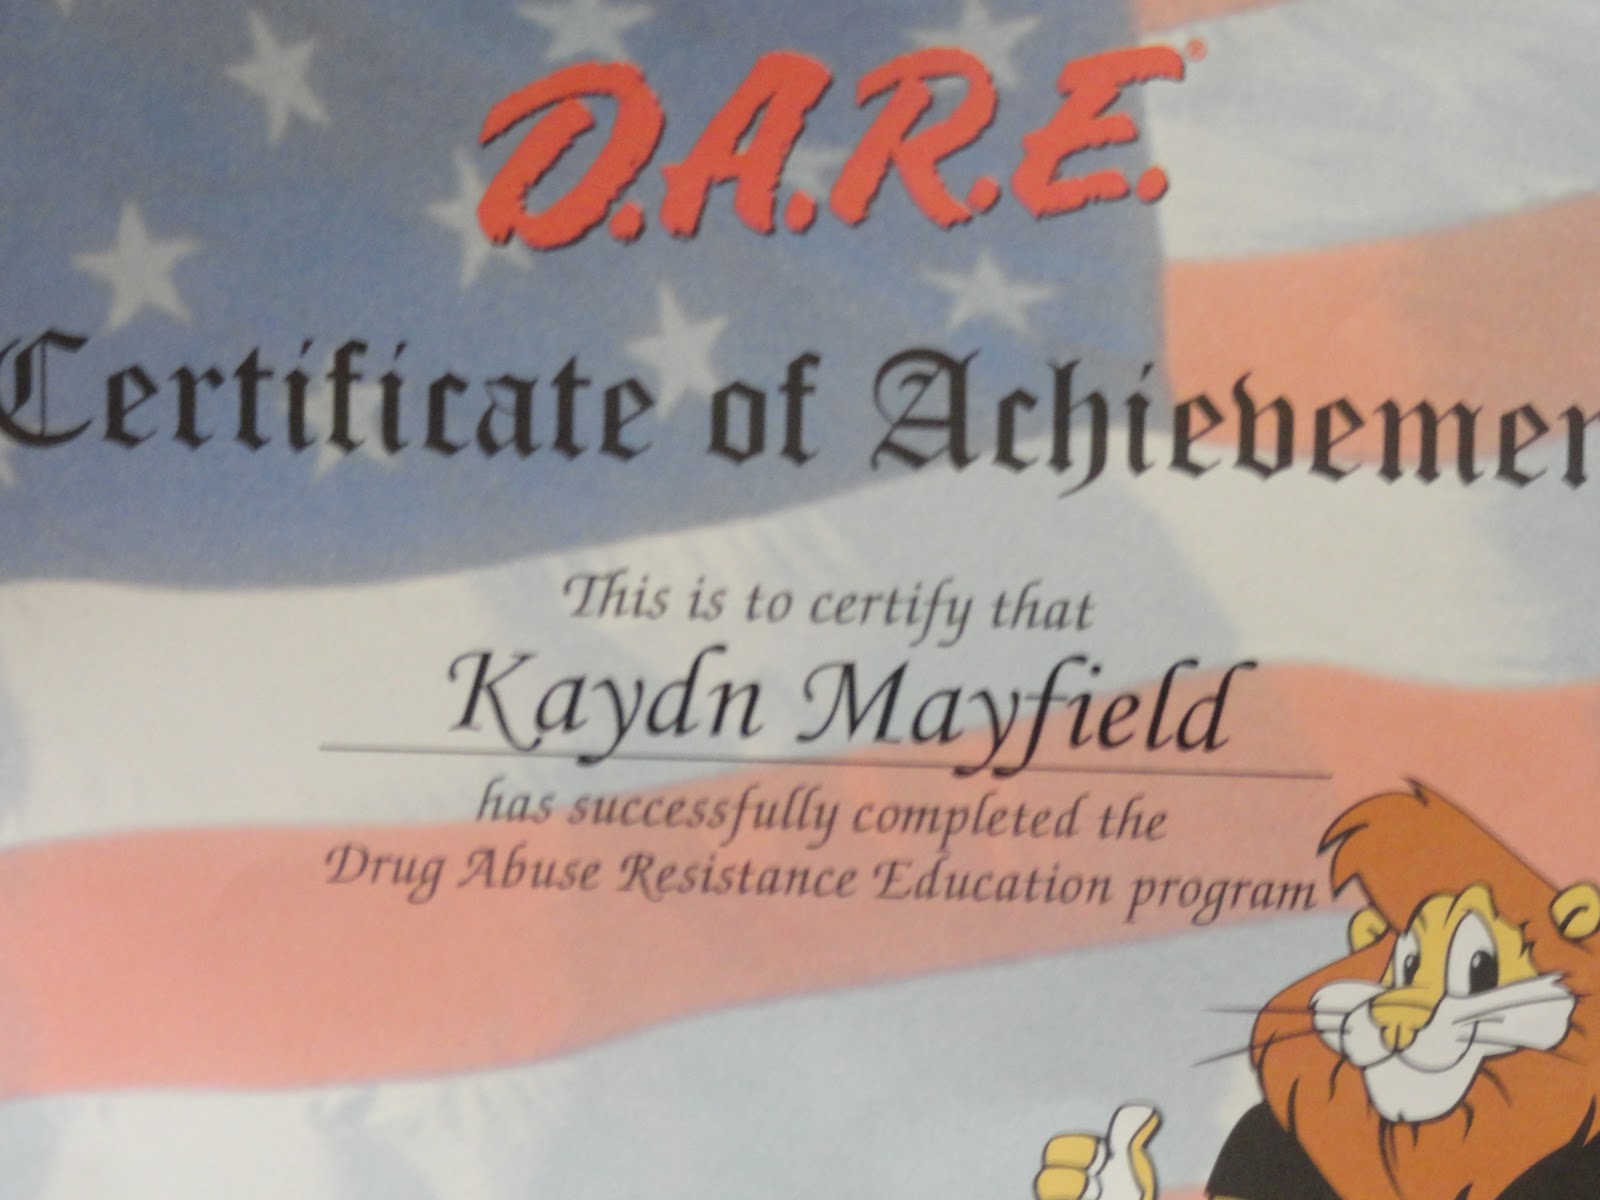 D.A.R.E.®
Certificate of Achievemen
This is to certify that
Kaydn Mayfield
has successfully completed the
Drug Abuse Resistance Education program